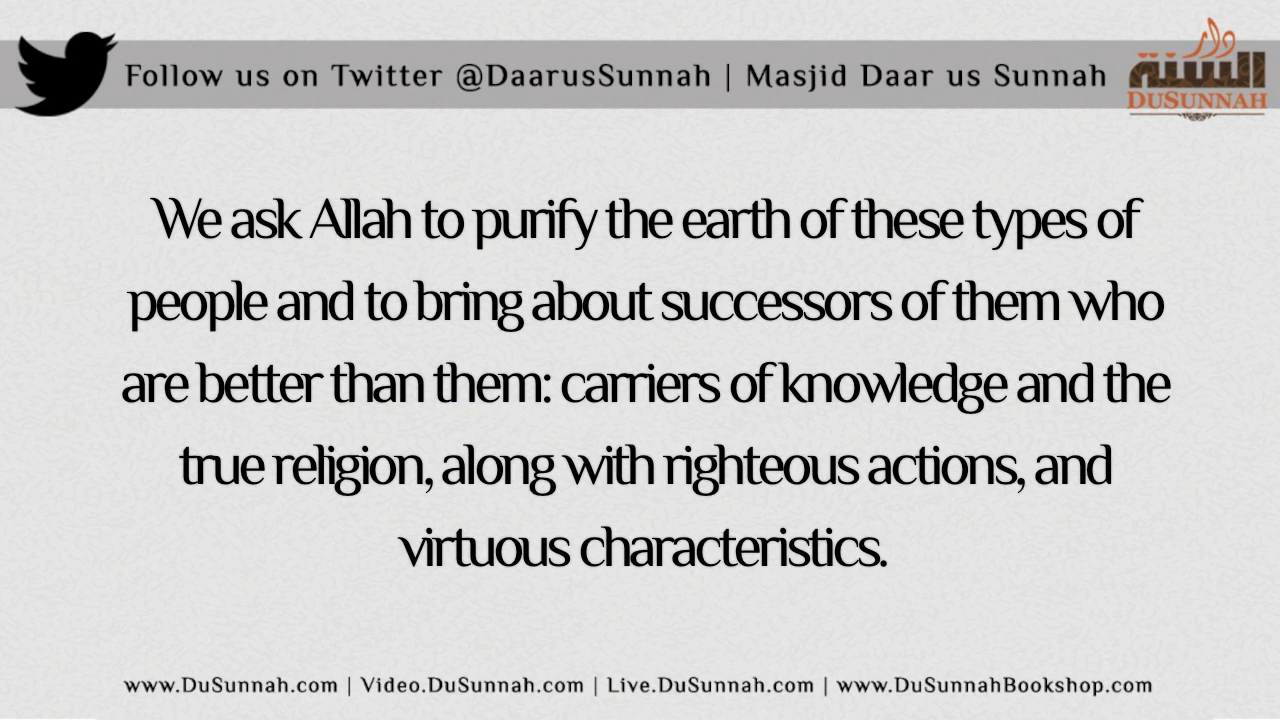 Follow us on Twitter @DaarusSunnah | Masjid Daar us Sunnah
دار
السنة
DUSUNNAH
We ask Allah to purify the earth of these types of
people and to bring about successors of them who
are better than them: carriers of knowledge and the
true religion, along with righteous actions, and
virtuous characteristics.
www.DuSunnah.com | Video.DuSunnah.com | Live.DuSunnah.com | www.DuSunnahBookshop.com